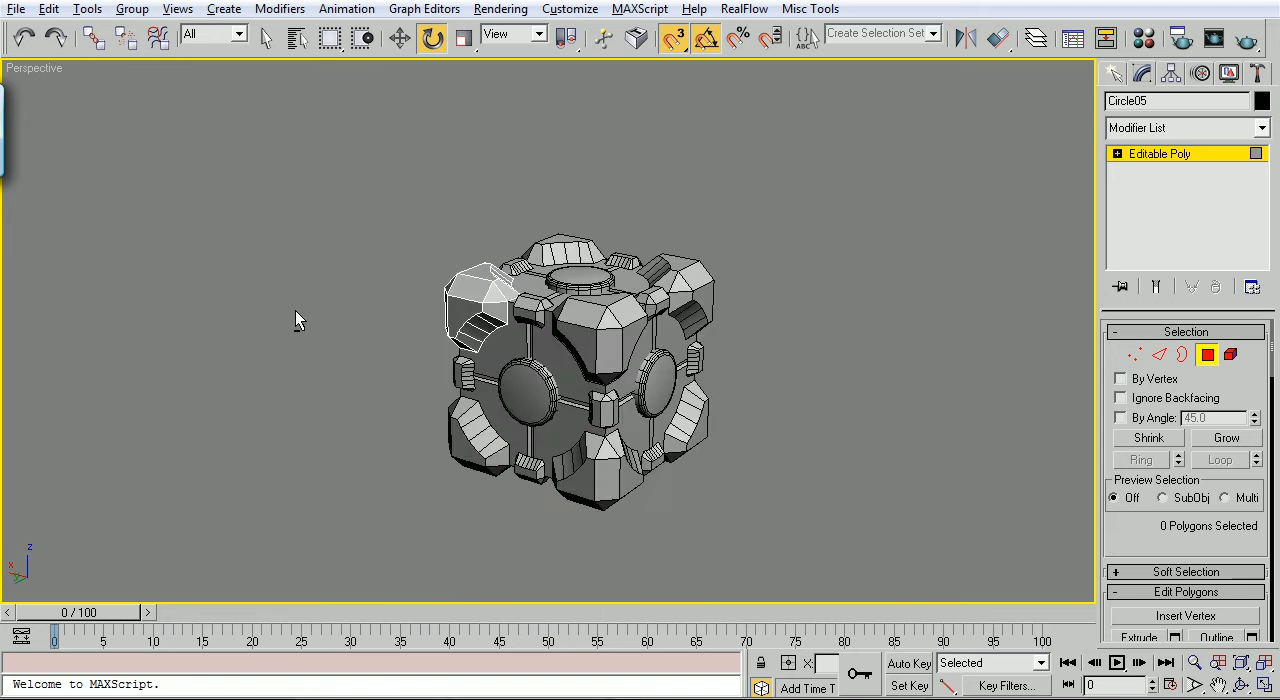 File Edit Tools Group Views Create Modifiers Animation Graph Editors Rendering Customize MAXScript Help RealFlow Misc Tools
All View 3 ABC Create Selection Set
Perspective
Circle05
Modifier List
Editable Poly
- Selection
By Vertex
Ignore Backfacing
By Angle: 45.0
Shrink Grow
Ring Loop
Preview Selection
Off SubObj Multi
0 Polygons Selected
+ Soft Selection
- Edit Polygons
Insert Vertex
Extrude Outline
z
x
y
< 0 / 100 >
0 5 10 15 20 25 30 35 40 45 50 55 60 65 70 75 80 85 90 95 100
X: Auto Key Selected
Welcome to MAXScript.
Add Time T Set Key Key Filters... 0